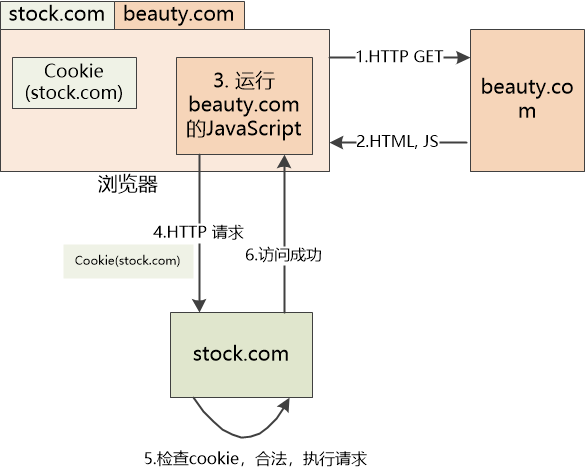 stock.com
beauty.com
Cookie
(stock.com)
3. 运行
beauty.com
的JavaScript
1.HTTP GET
beauty.co
m
2.HTML, JS
浏览器
4.HTTP 请求
Cookie(stock.com)
6.访问成功
stock.com
5.检查cookie，合法，执行请求